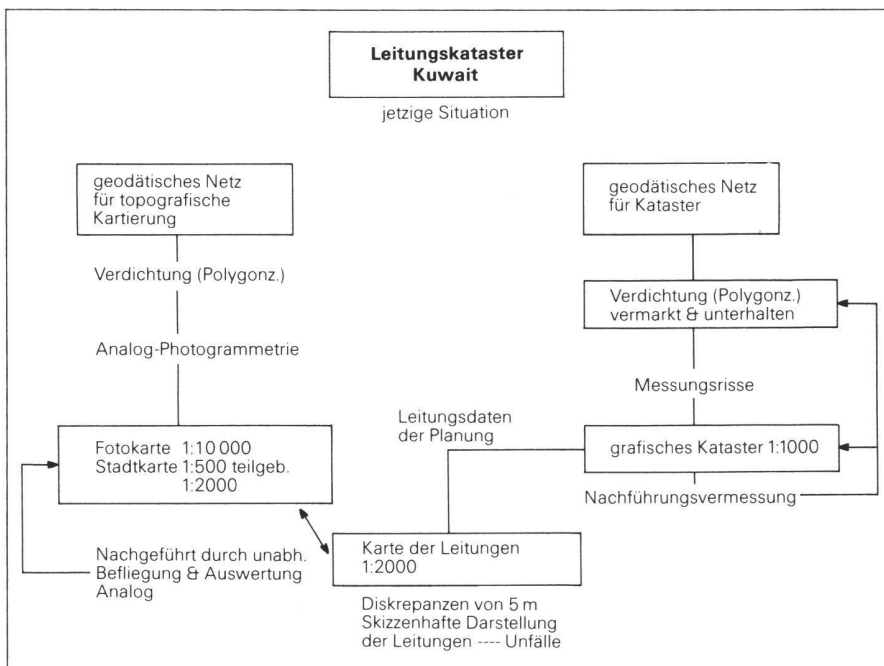 Leitungskataster
Kuwait
jetzige Situation
geodätisches Netz
für topografische
Kartierung
Verdichtung (Polygonz.)
Analog-Photogrammetrie
Fotokarte 1:10 000
Stadtkarte 1:500 teilgeb.
1:2000
Nachgeführt durch unabh.
Befliegung & Auswertung
Analog
geodätisches Netz
für Kataster
Verdichtung (Polygonz.)
vermarkt & unterhalten
Messungsrisse
grafisches Kataster 1:1000
Nachführungsvermessung
Leitungsdaten
der Planung
Karte der Leitungen
1:2000
Diskrepanzen von 5 m
Skizzenhafte Darstellung
der Leitungen ---- Unfälle